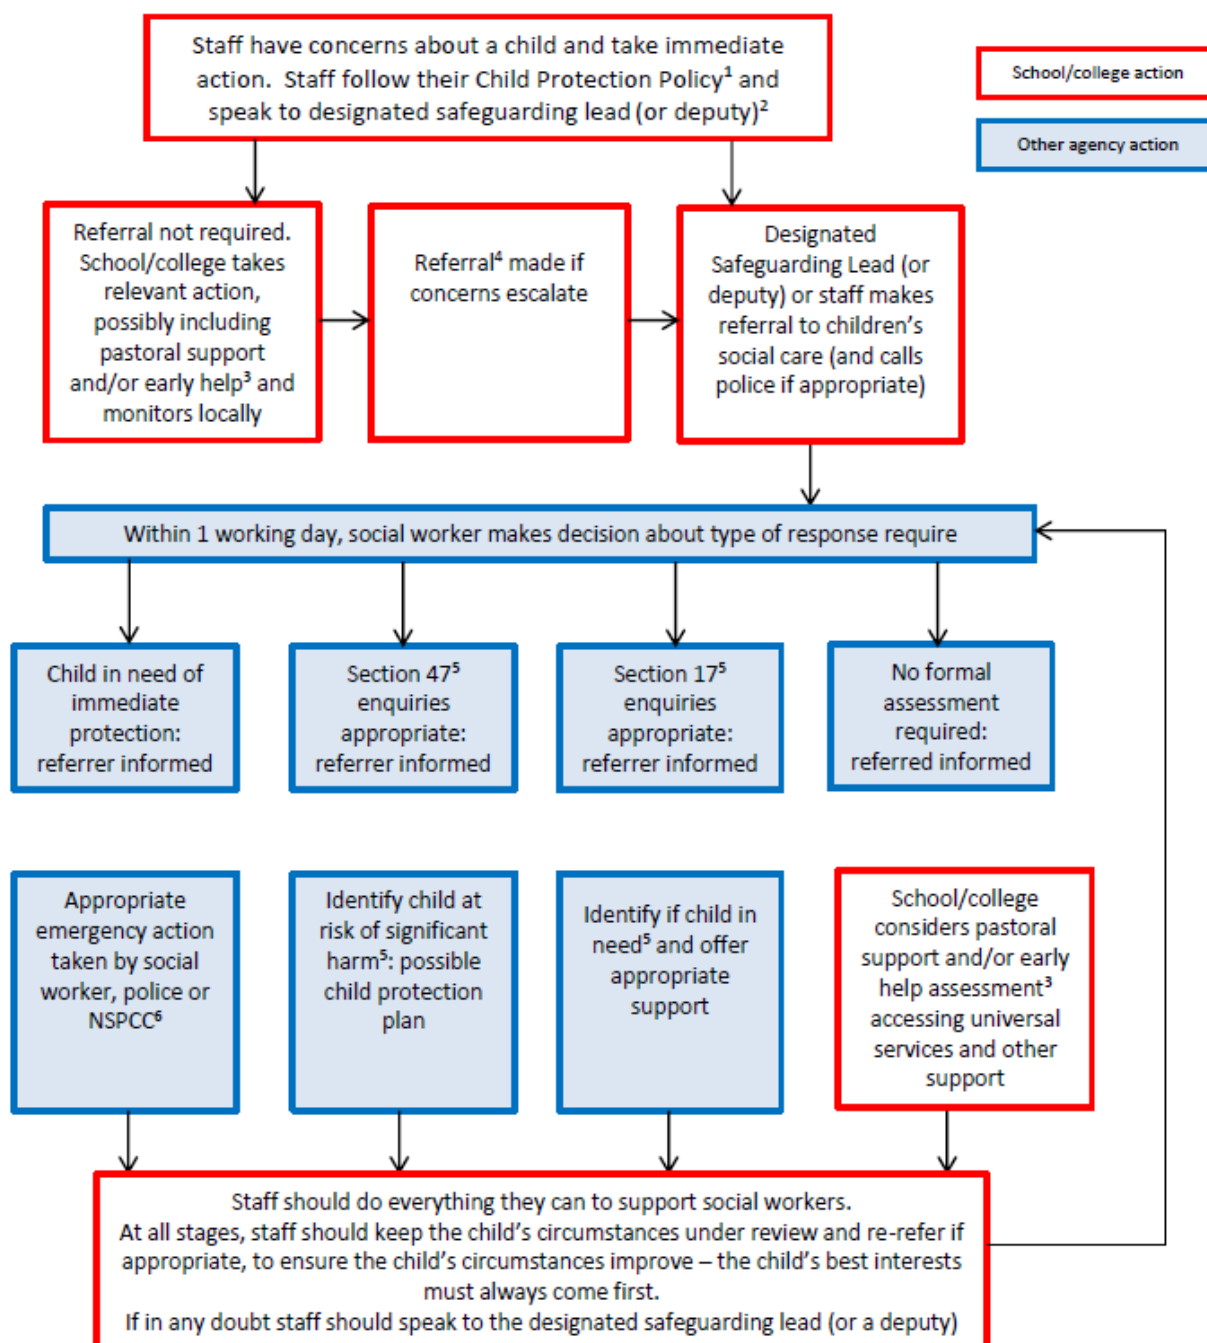 Staff have concerns about a child and take immediate
action.  Staff follow their Child Protection Policy¹ and
speak to designated safeguarding lead (or deputy)²
School/college action
Other agency action
Referral not required.
School/college takes
relevant action,
possibly including
pastoral support
and/or early help³ and
monitors locally
Referral⁴ made if
concerns escalate
Designated
Safeguarding Lead (or
deputy) or staff makes
referral to children’s
social care (and calls
police if appropriate)
Within 1 working day, social worker makes decision about type of response require
Child in need of
immediate
protection:
referrer informed
Section 47⁵
enquiries
appropriate:
referrer informed
Section 17⁵
enquiries
appropriate:
referrer informed
No formal
assessment
required:
referred informed
Appropriate
emergency action
taken by social
worker, police or
NSPCC⁶
Identify child at
risk of significant
harm⁵: possible
child protection
plan
Identify if child in
need⁵ and offer
appropriate
support
School/college
considers pastoral
support and/or early
help assessment³
accessing universal
services and other
support
Staff should do everything they can to support social workers.
At all stages, staff should keep the child’s circumstances under review and re-refer if
appropriate, to ensure the child’s circumstances improve – the child’s best interests
must always come first.
If in any doubt staff should speak to the designated safeguarding lead (or a deputy)